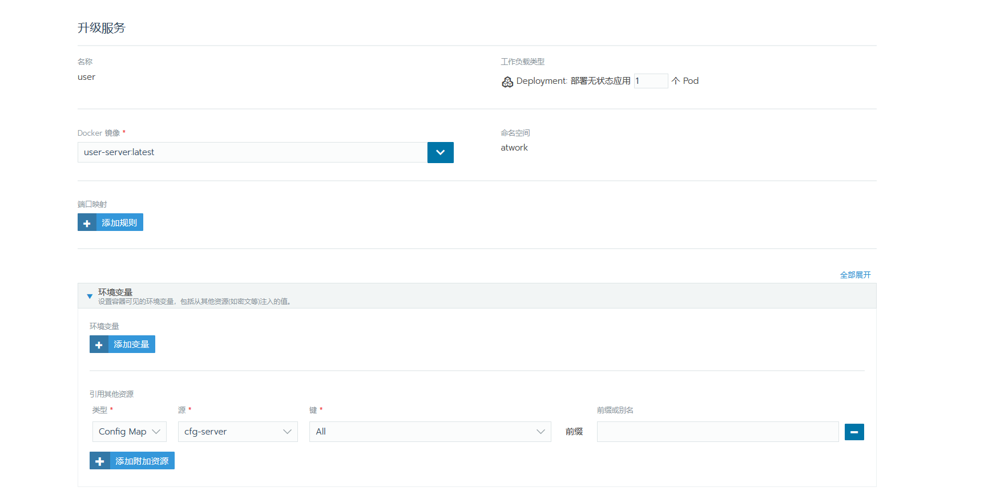 升级服务
名称
工作负载类型
user
Deployment: 部署无状态应用 1 个 Pod
Docker 镜像 *
命名空间
user-server:latest
atwork
端口映射
添加规则
全部展开
环境变量
设置容器可见的环境变量，包括从其他资源(如密文等)注入的值。
环境变量
添加变量
引用其他资源
类型 * 源 * 键 * 前缀或别名
Config Map cfg-server All 前缀
添加附加资源